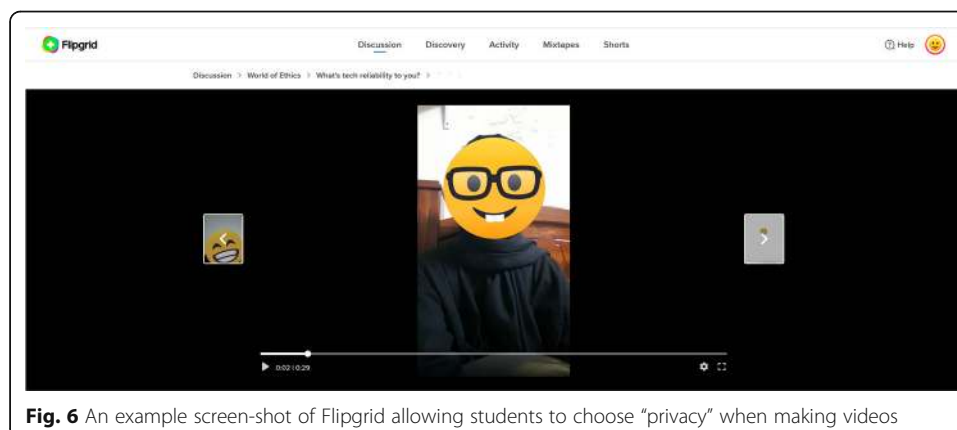 Flipgrid Discussion Discovery Activity Mixtapes Shorts Help
Discussion > World of Ethics > What's tech reliability to you? >
0:02 | 0:29
Fig. 6 An example screen-shot of Flipgrid allowing students to choose “privacy” when making videos